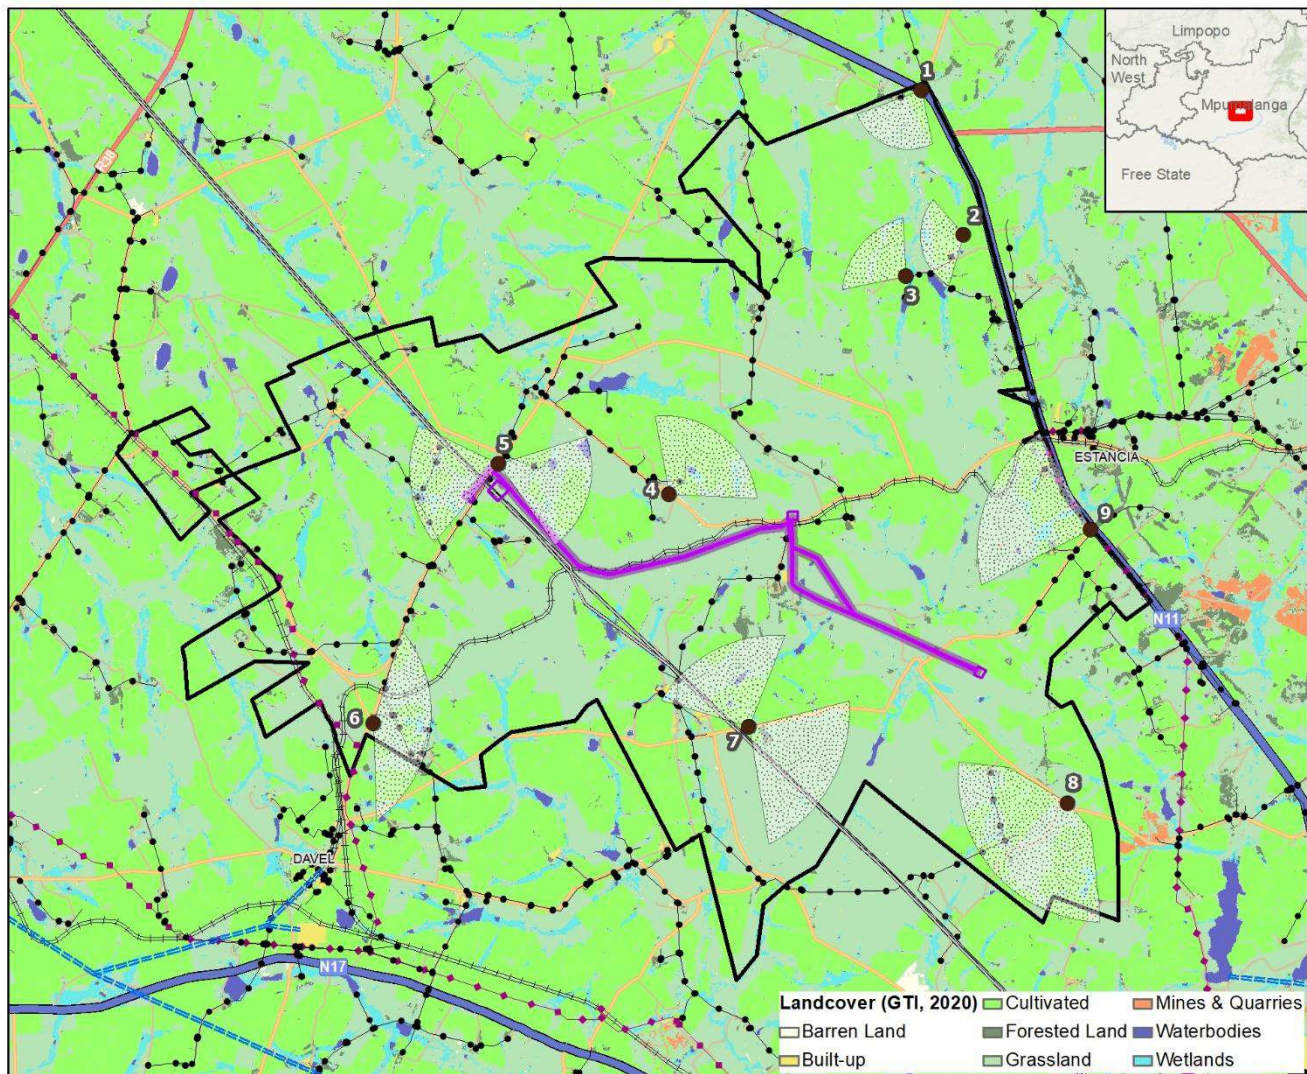 Limpopo
North
West
Mpumalanga
Free State
1
R36
2
3
5
4
ESTANCIA
9
N11
6
7
8
DAVEL
N17
Landcover (GTI, 2020)
Cultivated
Mines & Quarries
Barren Land
Forested Land
Waterbodies
Built-up
Grassland
Wetlands